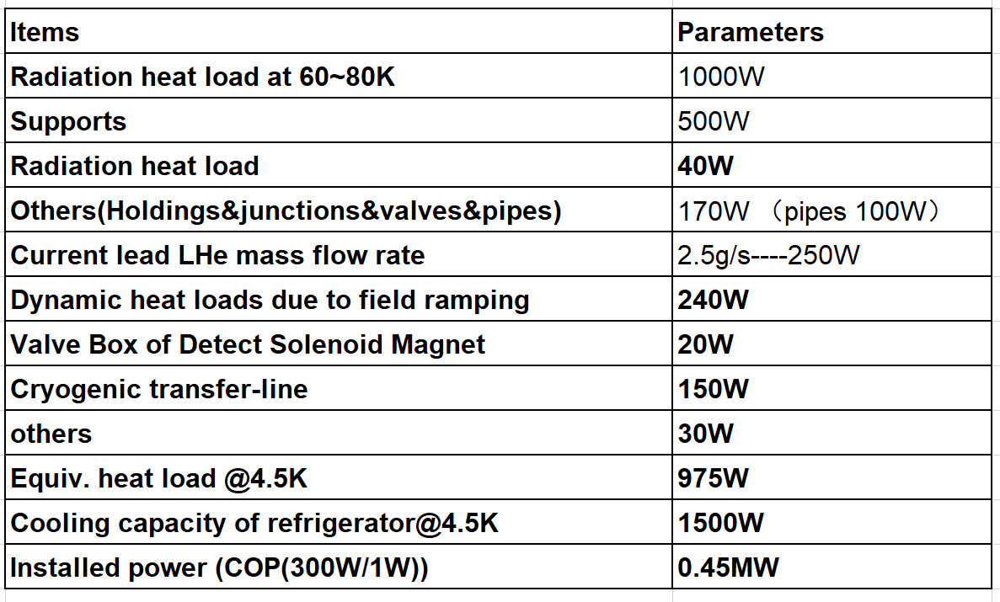 Items Parameters
Radiation heat load at 60~80K 1000W
Supports 500W
Radiation heat load 40W
Others(Holdings&junctions&valves&pipes) 170W （pipes 100W）
Current lead LHe mass flow rate 2.5g/s----250W
Dynamic heat loads due to field ramping 240W
Valve Box of Detect Solenoid Magnet 20W
Cryogenic transfer-line 150W
others 30W
Equiv. heat load @4.5K 975W
Cooling capacity of refrigerator@4.5K 1500W
Installed power (COP(300W/1W)) 0.45MW